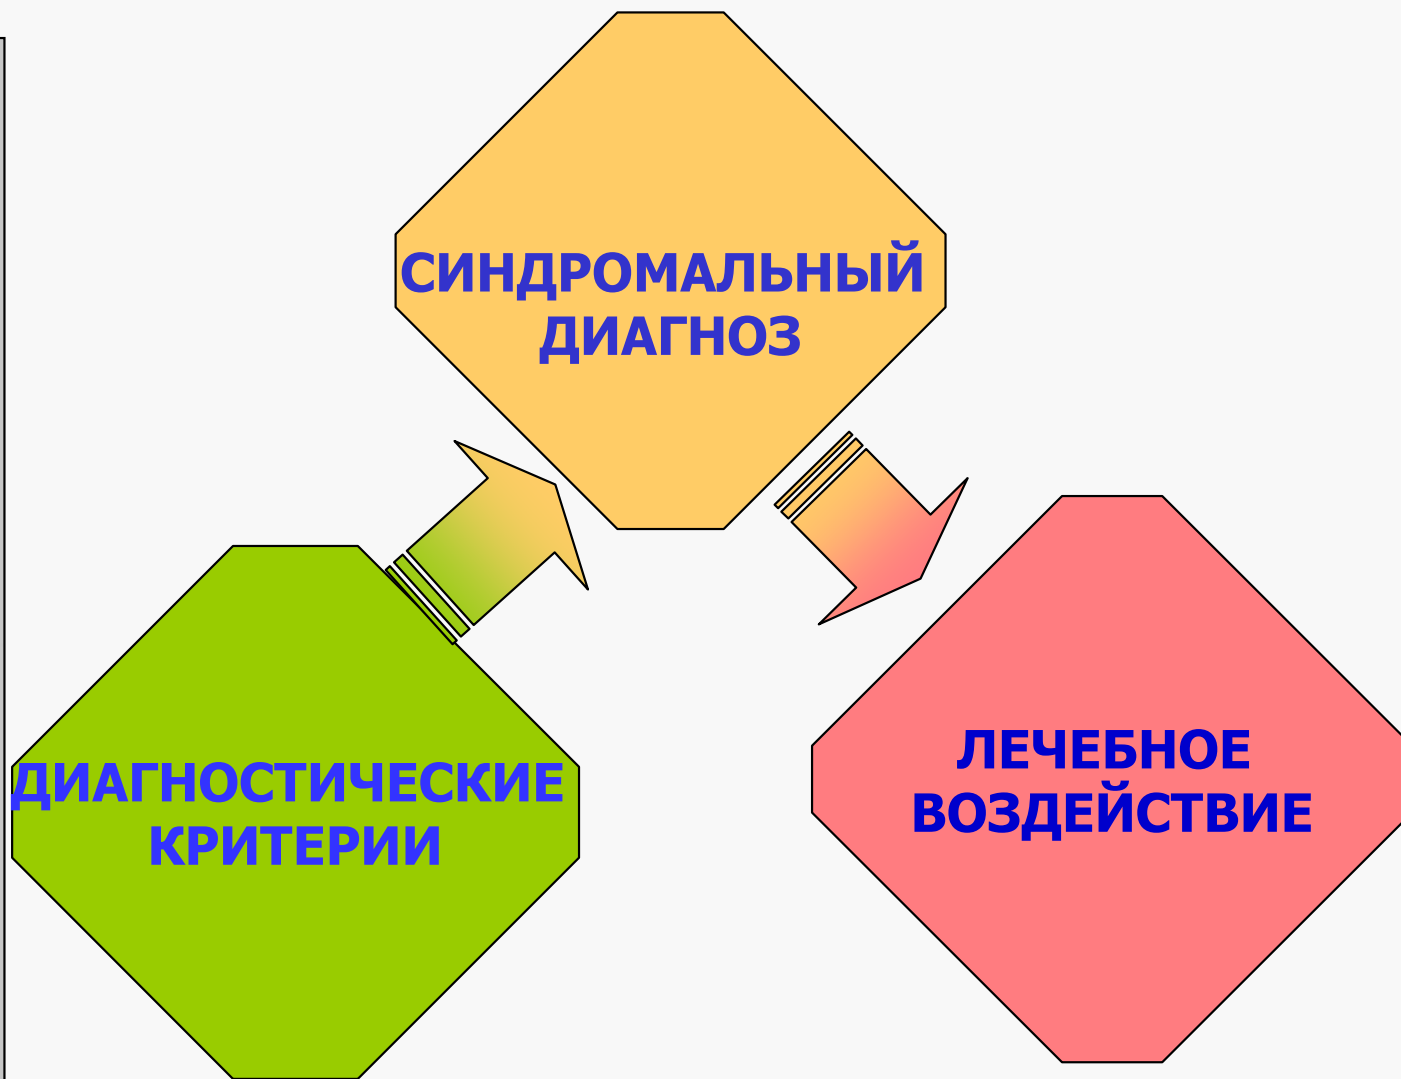 СИНДРОМАЛЬНЫЙ
ДИАГНОЗ
ДИАГНОСТИЧЕСКИЕ
КРИТЕРИИ
ЛЕЧЕБНОЕ
ВОЗДЕЙСТВИЕ